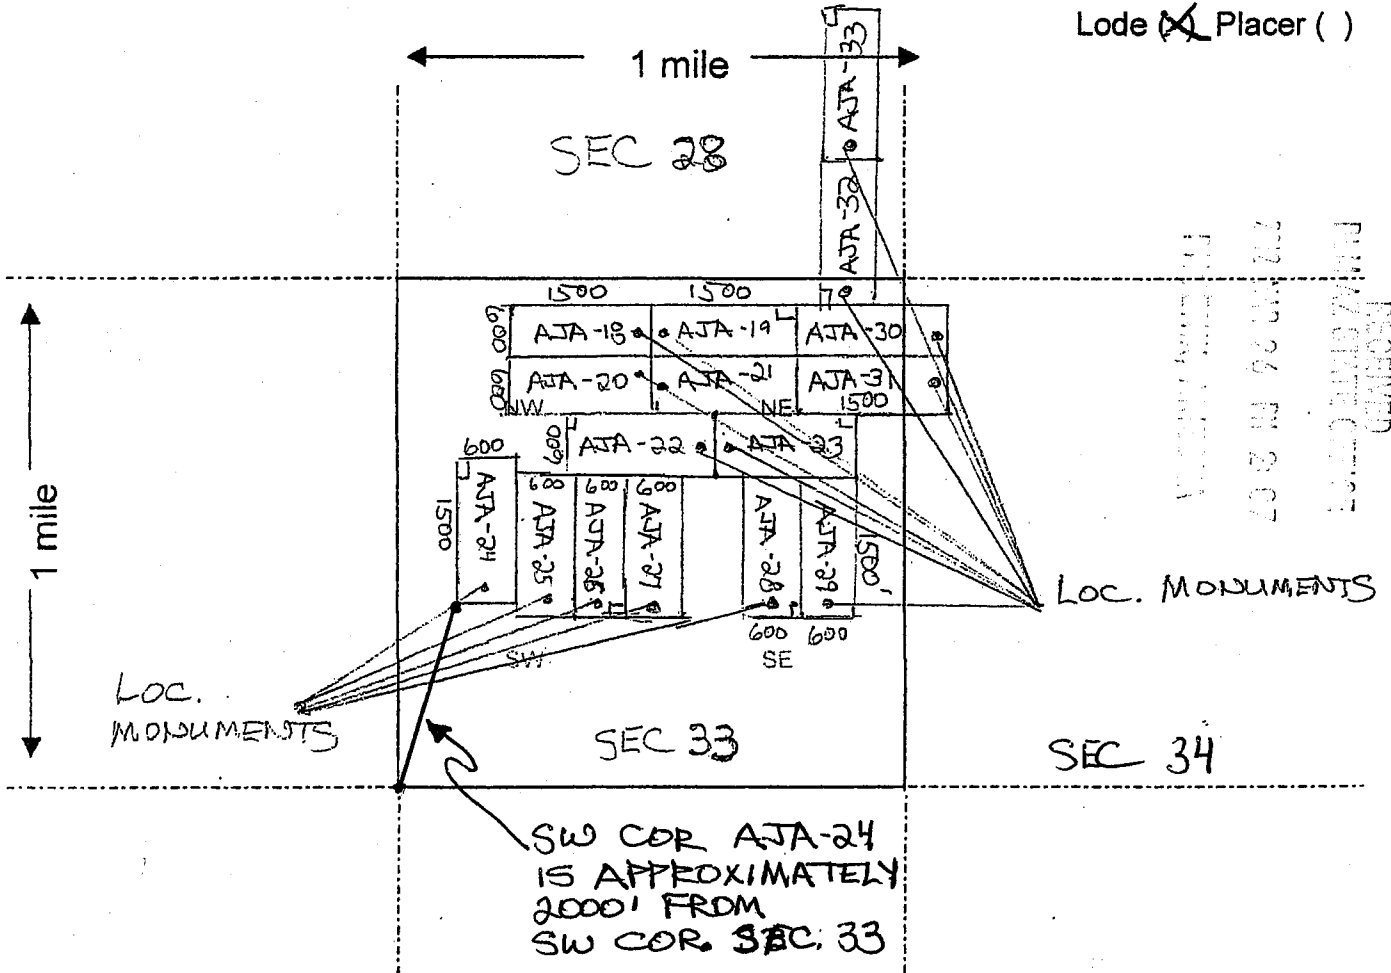 Lode (X) Placer ( )
1 mile
AJA-33
SEC 28
AJA-32
1500 1500
600 AJA-18 AJA-19 AJA-30
600 AJA-20 AJA-21 AJA-31
NW NE 1500
600 AJA-22 AJA-23
600
1500 AJA-24
600 600 600
AJA-25 AJA-26 AJA-27 AJA-28 AJA-29 1500'
1 mile
LOC. MONUMENTS
600 600
SW SE
LOC.
MONUMENTS
SEC 33
SEC 34
SW COR AJA-24
IS APPROXIMATELY
2000' FROM
SW COR. SEC. 33
RECEIVED